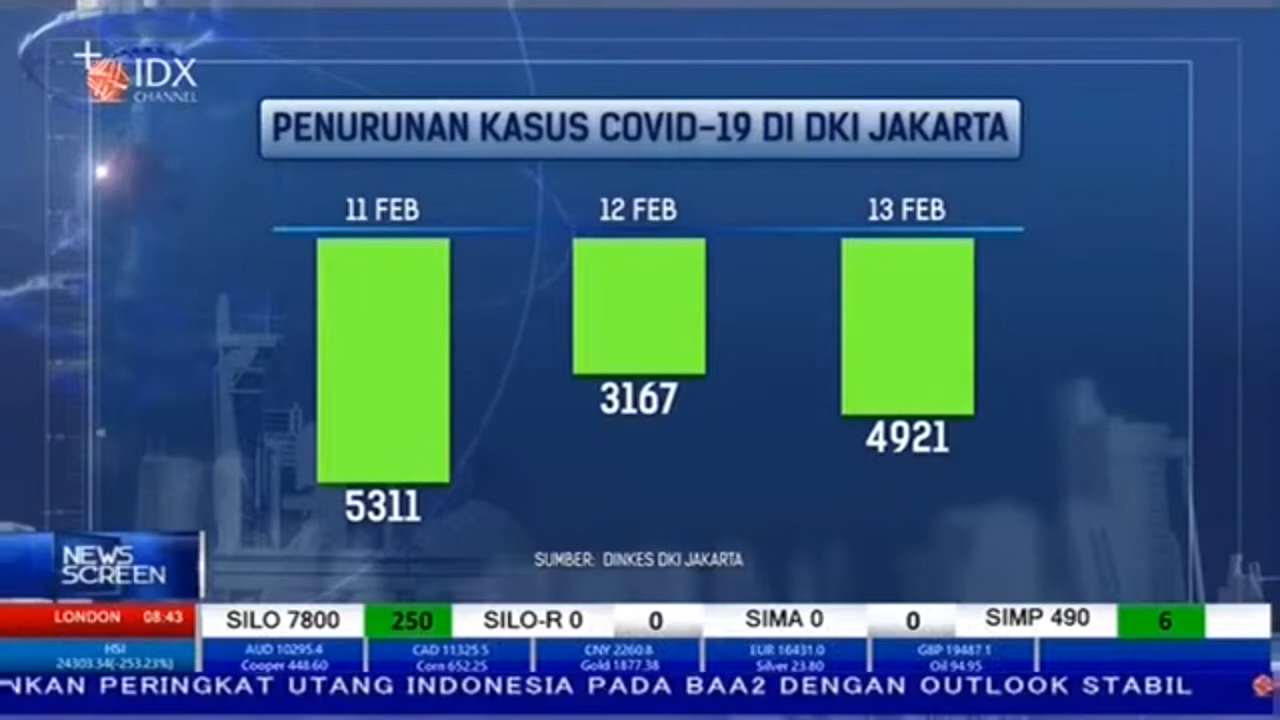 IDX
CHANNEL
PENURUNAN KASUS COVID-19 DI DKI JAKARTA
11 FEB 12 FEB 13 FEB
5311 3167 4921
SUMBER: DINKES DKI JAKARTA
NEWS
SCREEN
LONDON 08:43 SILO 7800 250 SILO-R 0 0 SIMA 0 0 SIMP 490 6
HSI AUD 10295.4 CAD 11325.5 CNY 2260.8 EUR 16431.0 GBP 19487.1
24303.34(-253.23%) Cooper 448.60 Corn 652.25 Gold 1877.38 Silver 23.80 Oil 94.95
NKAN PERINGKAT UTANG INDONESIA PADA BAA2 DENGAN OUTLOOK STABIL